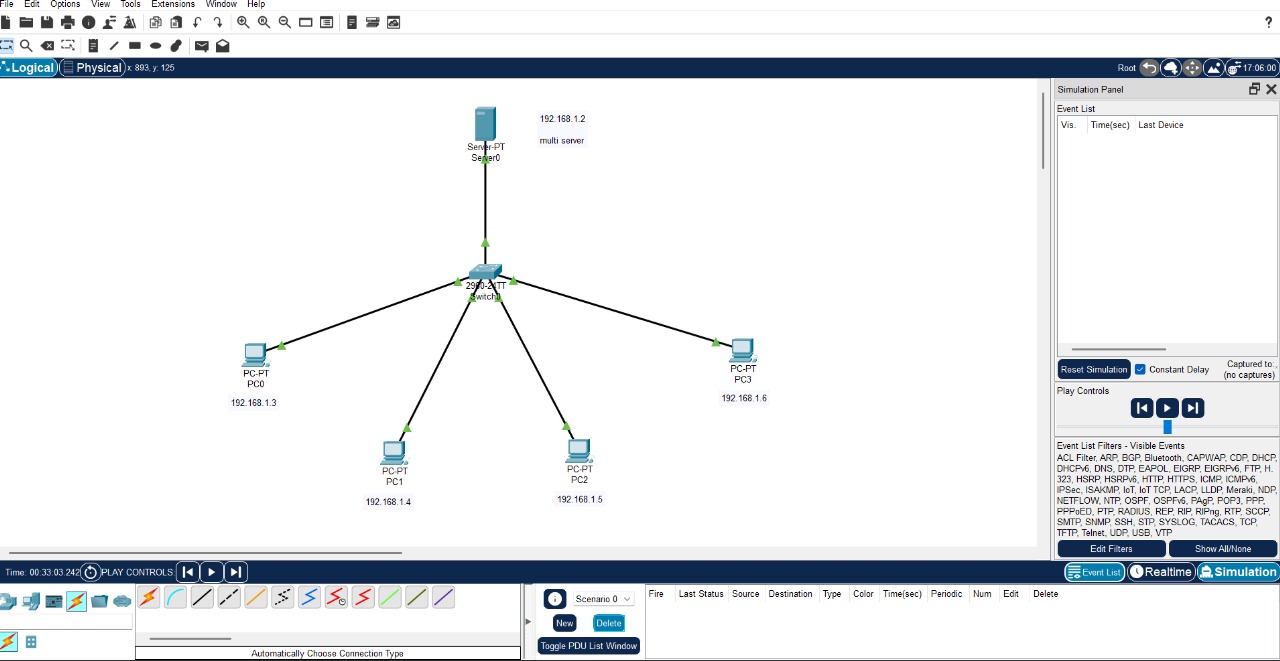 File Edit Options View Tools Extensions Window Help
?
Logical Physical x: 893, y: 125
Root 17:06:00
Simulation Panel
Event List
Vis. Time(sec) Last Device
Server-PT
Server0
192.168.1.2
multi server
2960-24TT
Switch0
PC-PT
PC0
192.168.1.3
PC-PT
PC1
192.168.1.4
PC-PT
PC2
192.168.1.5
PC-PT
PC3
192.168.1.6
Reset Simulation Constant Delay Captured to:
(no captures)
Play Controls
Event List Filters - Visible Events
ACL Filter, ARP, BGP, Bluetooth, CAPWAP, CDP, DHCP,
DHCPv6, DNS, DTP, EAPOL, EIGRP, EIGRPv6, FTP, H.
323, HSRP, HSRPv6, HTTP, HTTPS, ICMP, ICMPv6,
IPSec, ISAKMP, IoT, IoT TCP, LACP, LLDP, Meraki, NDP,
NETFLOW, NTP, OSPF, OSPFv6, PAgP, POP3, PPP,
PPPoED, PTP, RADIUS, REP, RIP, RIPng, RTP, SCCP,
SMTP, SNMP, SSH, STP, SYSLOG, TACACS, TCP,
TFTP, Telnet, UDP, USB, VTP
Edit Filters Show All/None
Time: 00:33:03.242 PLAY CONTROLS
Event List Realtime Simulation
Scenario 0
New Delete
Toggle PDU List Window
Fire Last Status Source Destination Type Color Time(sec) Periodic Num Edit Delete
Automatically Choose Connection Type